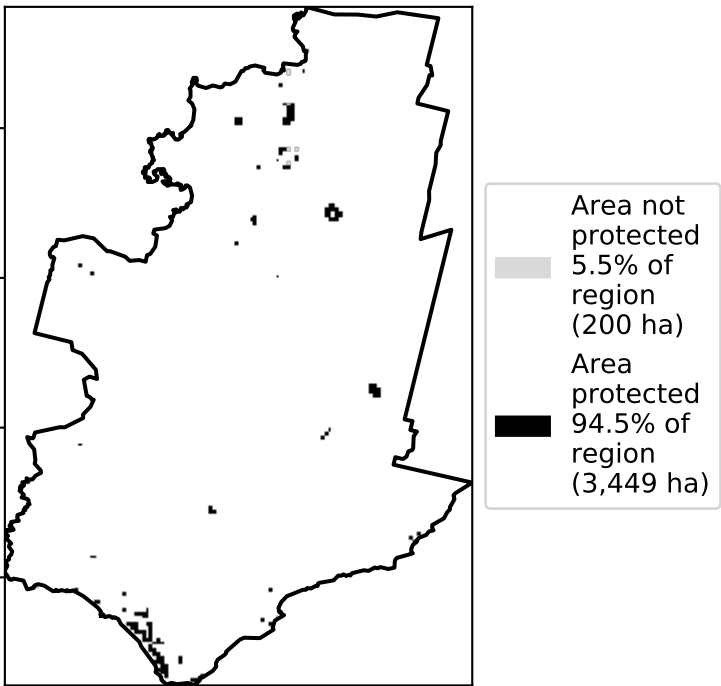 Area not
protected
5.5% of
region
(200 ha)
Area
protected
94.5% of
region
(3,449 ha)